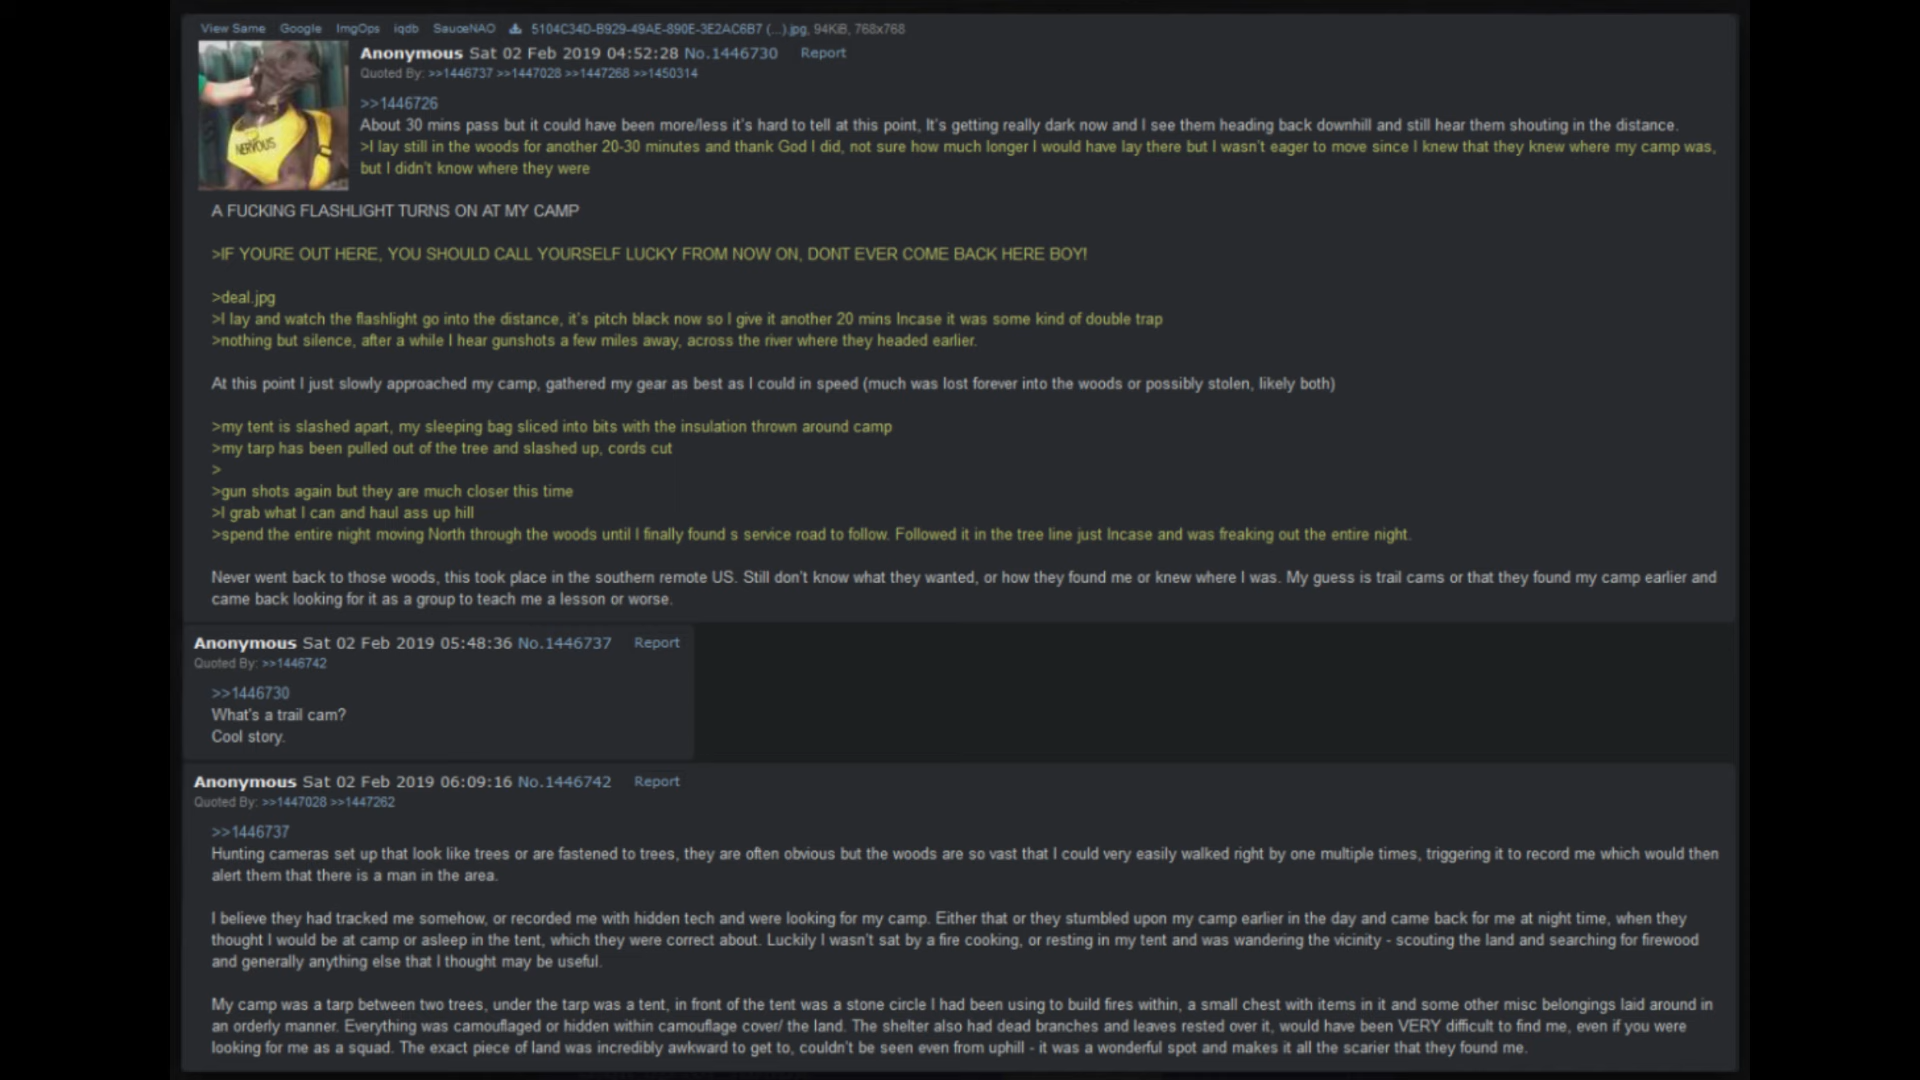 View Same Google ImgOps iqdb SauceNAO 5104C34D-B929-49AE-890E-3E2AC6B7 (...).jpg, 94KiB, 768x768
Anonymous Sat 02 Feb 2019 04:52:28 No.1446730 Report
Quoted By: >>1446737 >>1447028 >>1447268 >>1450314
NERVOUS
>>1446726
About 30 mins pass but it could have been more/less it's hard to tell at this point, It's getting really dark now and I see them heading back downhill and still hear them shouting in the distance.
>I lay still in the woods for another 20-30 minutes and thank God I did, not sure how much longer I would have lay there but I wasn't eager to move since I knew that they knew where my camp was,
but I didn't know where they were
A FUCKING FLASHLIGHT TURNS ON AT MY CAMP
>IF YOURE OUT HERE, YOU SHOULD CALL YOURSELF LUCKY FROM NOW ON, DONT EVER COME BACK HERE BOY!
>deal.jpg
>I lay and watch the flashlight go into the distance, it's pitch black now so I give it another 20 mins Incase it was some kind of double trap
>nothing but silence, after a while I hear gunshots a few miles away, across the river where they headed earlier.
At this point I just slowly approached my camp, gathered my gear as best as I could in speed (much was lost forever into the woods or possibly stolen, likely both)
>my tent is slashed apart, my sleeping bag sliced into bits with the insulation thrown around camp
>my tarp has been pulled out of the tree and slashed up, cords cut
>
>gun shots again but they are much closer this time
>I grab what I can and haul ass up hill
>spend the entire night moving North through the woods until I finally found s service road to follow. Followed it in the tree line just Incase and was freaking out the entire night.
Never went back to those woods, this took place in the southern remote US. Still don't know what they wanted, or how they found me or knew where I was. My guess is trail cams or that they found my camp earlier and
came back looking for it as a group to teach me a lesson or worse.
Anonymous Sat 02 Feb 2019 05:48:36 No.1446737 Report
Quoted By: >>1446742
>>1446730
What's a trail cam?
Cool story.
Anonymous Sat 02 Feb 2019 06:09:16 No.1446742 Report
Quoted By: >>1447028 >>1447262
>>1446737
Hunting cameras set up that look like trees or are fastened to trees, they are often obvious but the woods are so vast that I could very easily walked right by one multiple times, triggering it to record me which would then
alert them that there is a man in the area.
I believe they had tracked me somehow, or recorded me with hidden tech and were looking for my camp. Either that or they stumbled upon my camp earlier in the day and came back for me at night time, when they
thought I would be at camp or asleep in the tent, which they were correct about. Luckily I wasn't sat by a fire cooking, or resting in my tent and was wandering the vicinity - scouting the land and searching for firewood
and generally anything else that I thought may be useful.
My camp was a tarp between two trees, under the tarp was a tent, in front of the tent was a stone circle I had been using to build fires within, a small chest with items in it and some other misc belongings laid around in
an orderly manner. Everything was camouflaged or hidden within camouflage cover/ the land. The shelter also had dead branches and leaves rested over it, would have been VERY difficult to find me, even if you were
looking for me as a squad. The exact piece of land was incredibly awkward to get to, couldn't be seen even from uphill - it was a wonderful spot and makes it all the scarier that they found me.